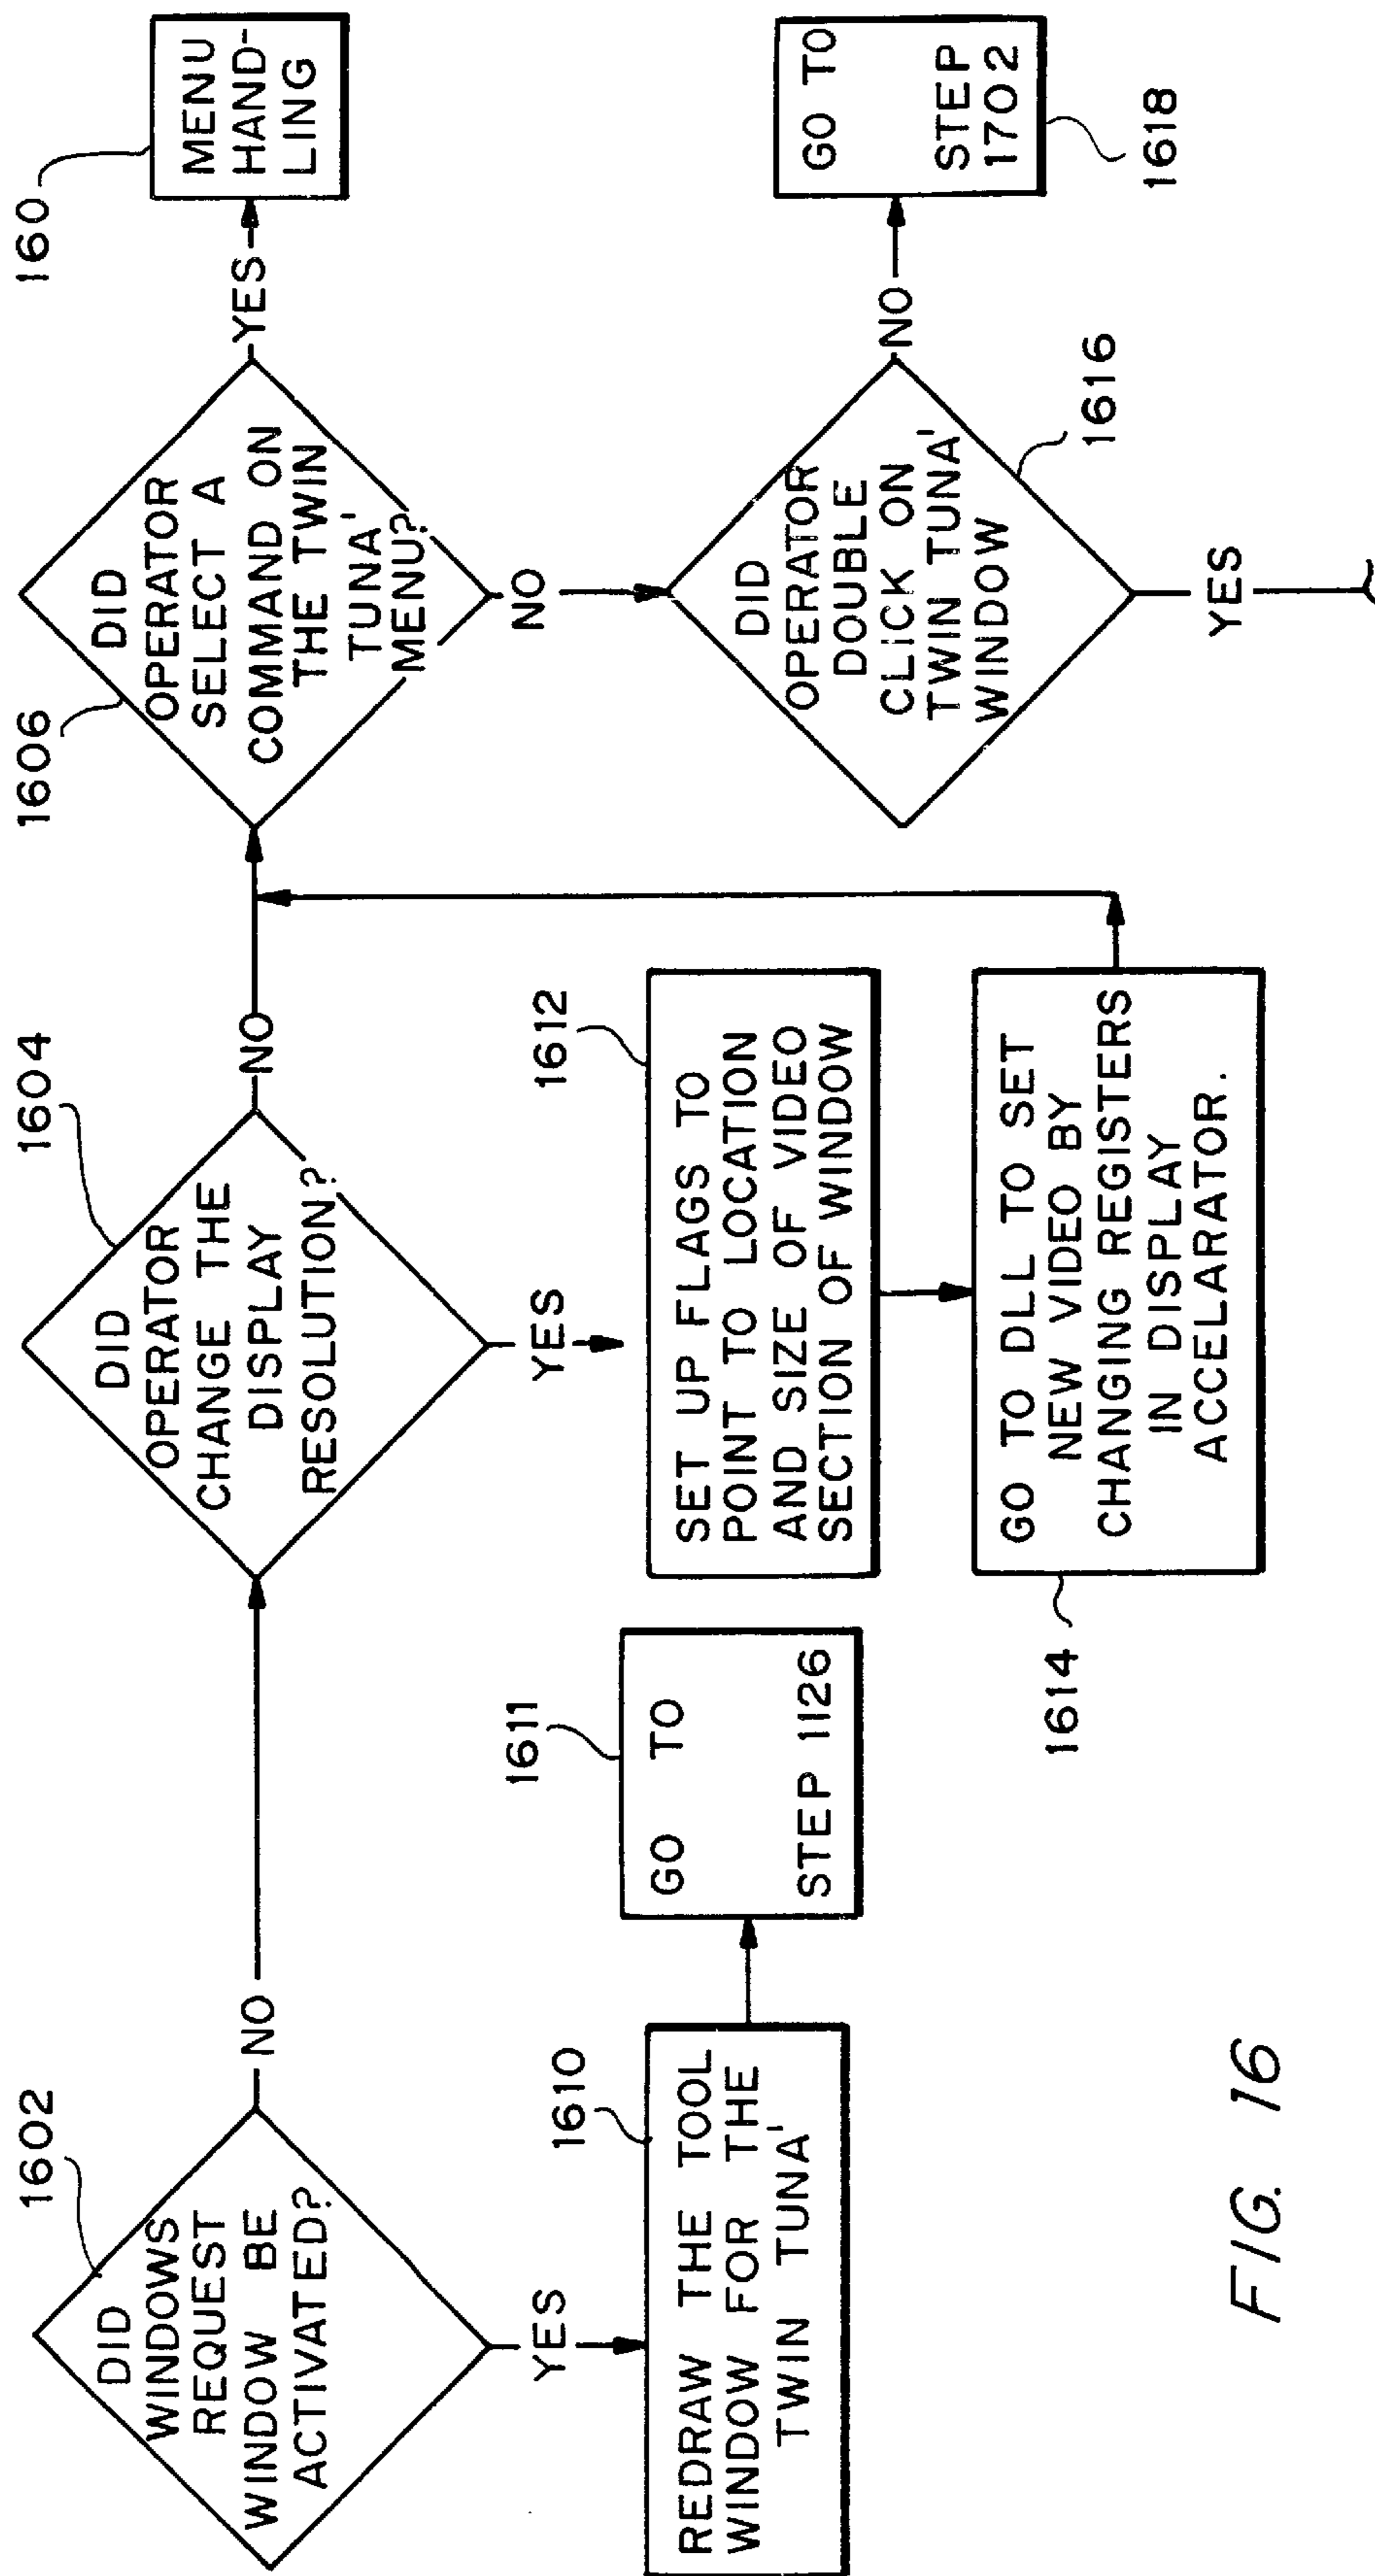 1602
DID
WINDOWS
REQUEST
WINDOW BE
ACTIVATED?
NO
YES
1610
REDRAW THE TOOL
WINDOW FOR THE
TWIN TUNA'
1611
GO TO
STEP 1126
1604
DID
OPERATOR
CHANGE THE
DISPLAY
RESOLUTION?
NO
YES
1612
SET UP FLAGS TO
POINT TO LOCATION
AND SIZE OF VIDEO
SECTION OF WINDOW
1614
GO TO DLL TO SET
NEW VIDEO BY
CHANGING REGISTERS
IN DISPLAY
ACCELARATOR.
1606
DID
OPERATOR
SELECT A
COMMAND ON
THE TWIN
TUNA'
MENU?
YES
160
MENU
HAND-
LING
NO
DID
OPERATOR
DOUBLE
CLICK ON
TWIN TUNA'
WINDOW
1616
NO
GO TO
STEP
1702
1618
YES
FIG. 16